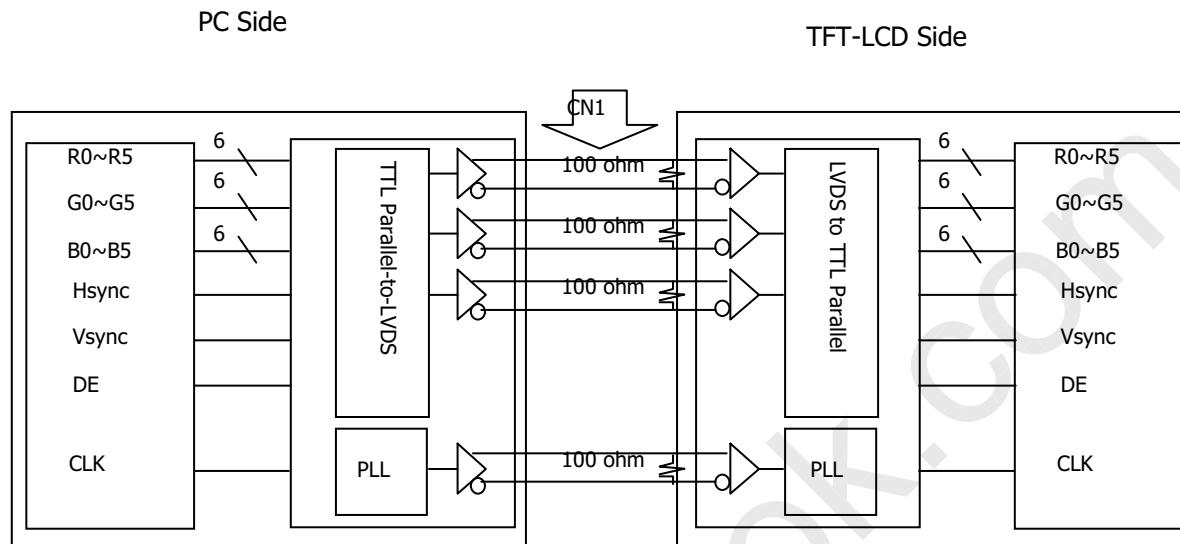 PC Side
TFT-LCD Side
CN1
R0~R5
6
G0~G5
6
B0~B5
6
Hsync
Vsync
DE
CLK
TTL Parallel-to-LVDS
PLL
100 ohm
100 ohm
100 ohm
100 ohm
LVDS to TTL Parallel
PLL
6
R0~R5
6
G0~G5
6
B0~B5
Hsync
Vsync
DE
CLK
ok.com